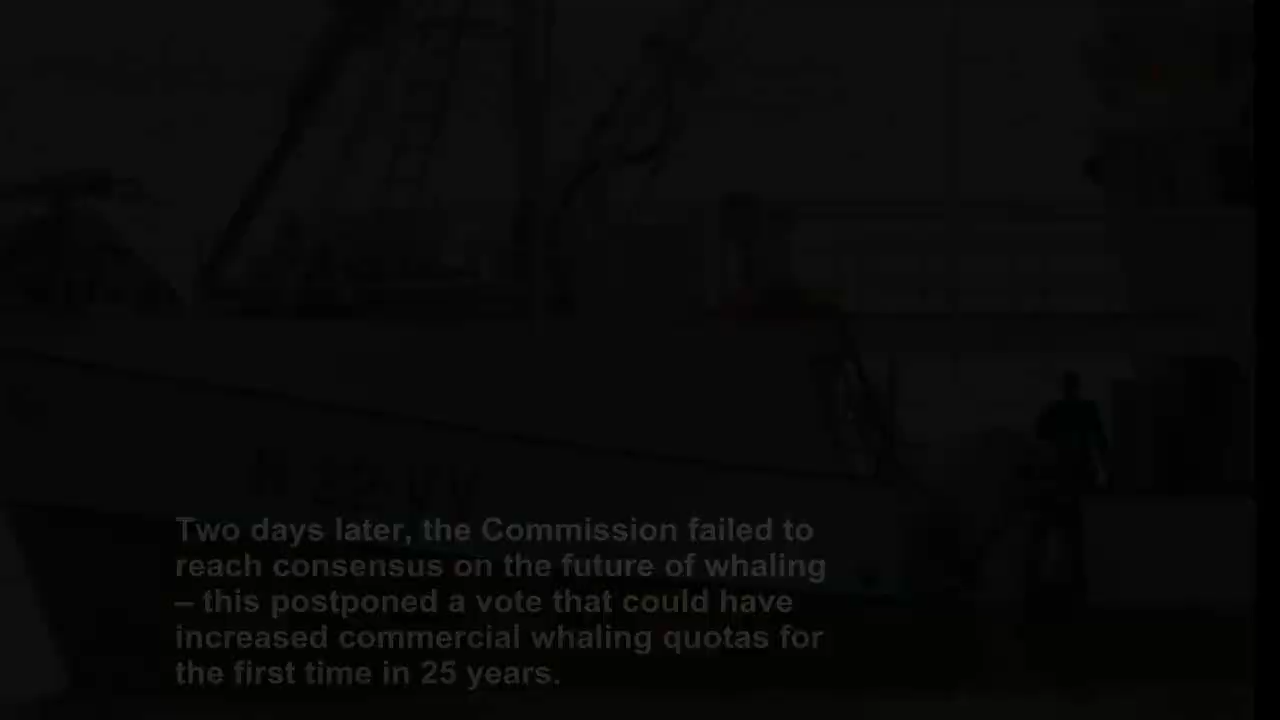 Two days later, the Commission failed to
reach consensus on the future of whaling
– this postponed a vote that could have
increased commercial whaling quotas for
the first time in 25 years.